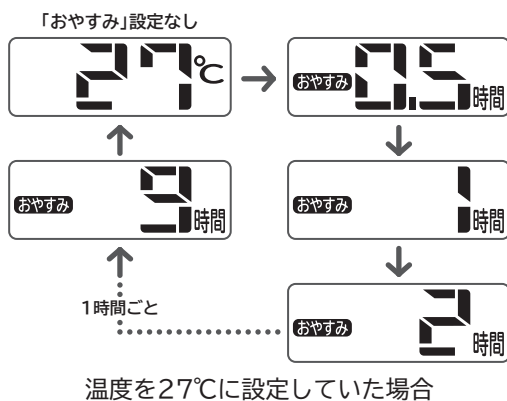 「おやすみ」設定なし
27℃
おやすみ 0.5時間
おやすみ 1時間
おやすみ 2時間
1時間ごと
おやすみ 9時間
温度を27℃に設定していた場合